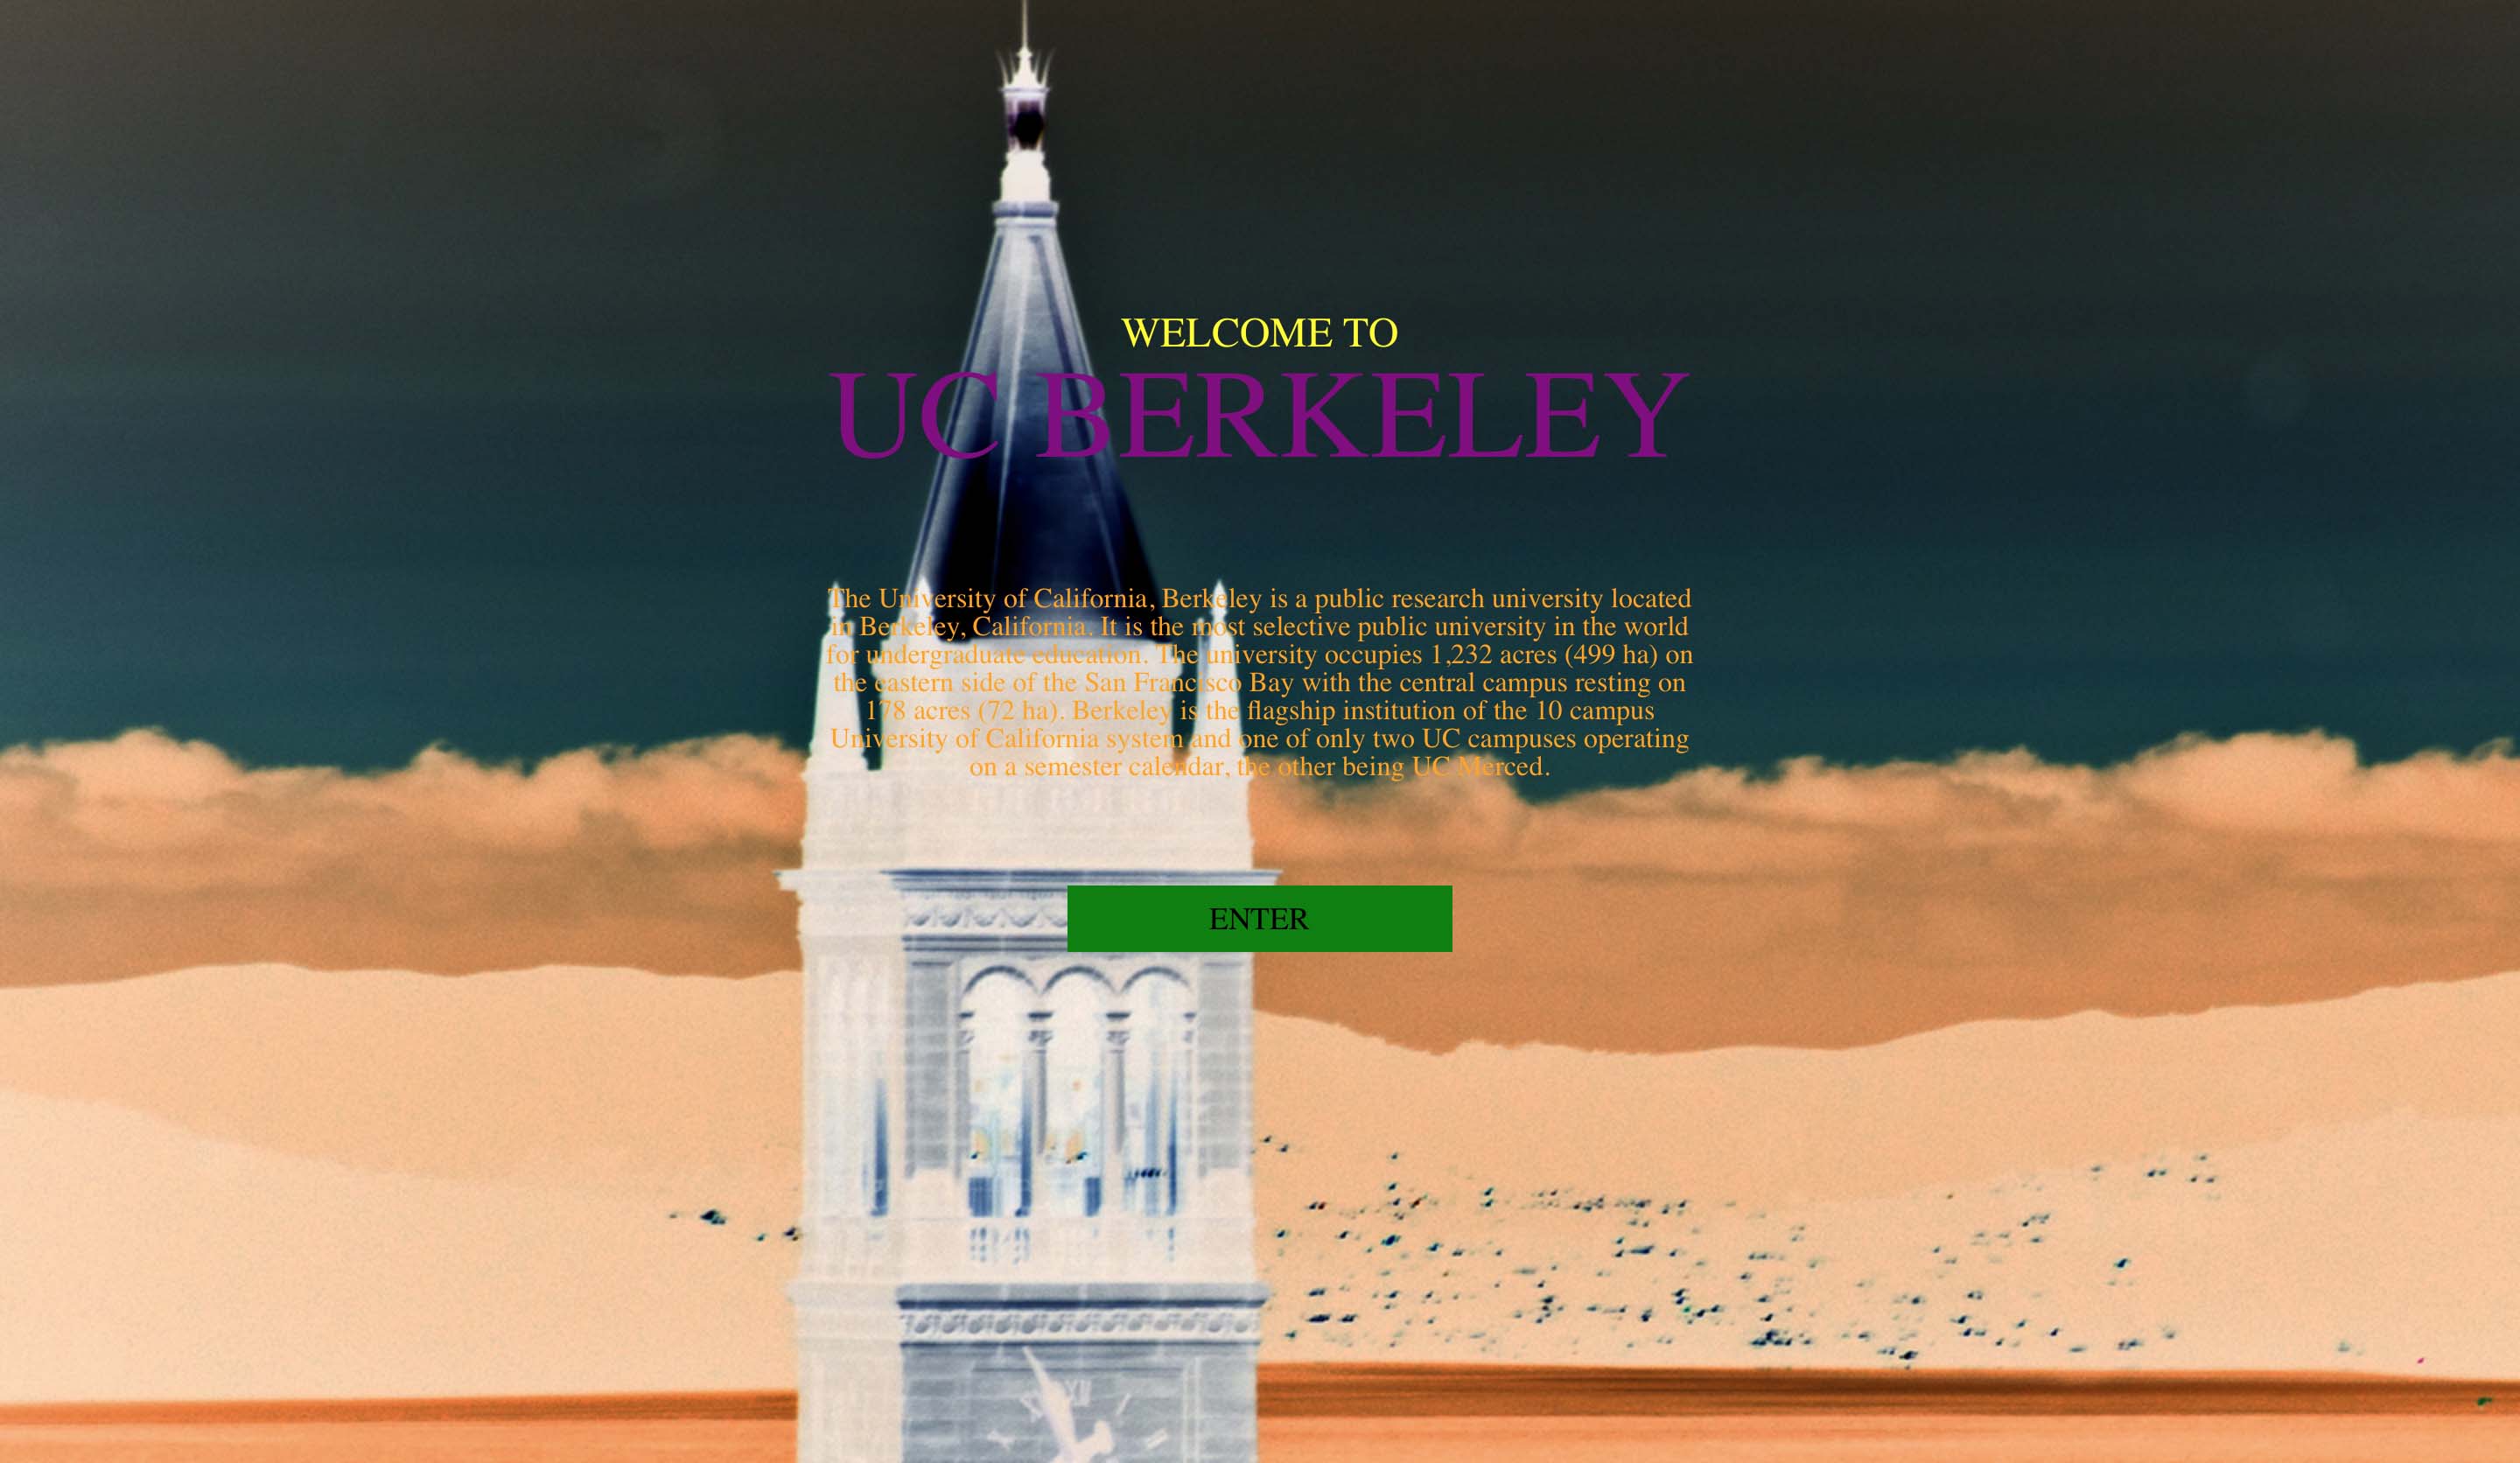 WELCOME TO
UC BERKELEY
The University of California, Berkeley is a public research university located
in Berkeley, California. It is the most selective public university in the world
for undergraduate education. The university occupies 1,232 acres (499 ha) on
the eastern side of the San Francisco Bay with the central campus resting on
178 acres (72 ha). Berkeley is the flagship institution of the 10 campus
University of California system and one of only two UC campuses operating
on a semester calendar, the other being UC Merced.
ENTER
XII